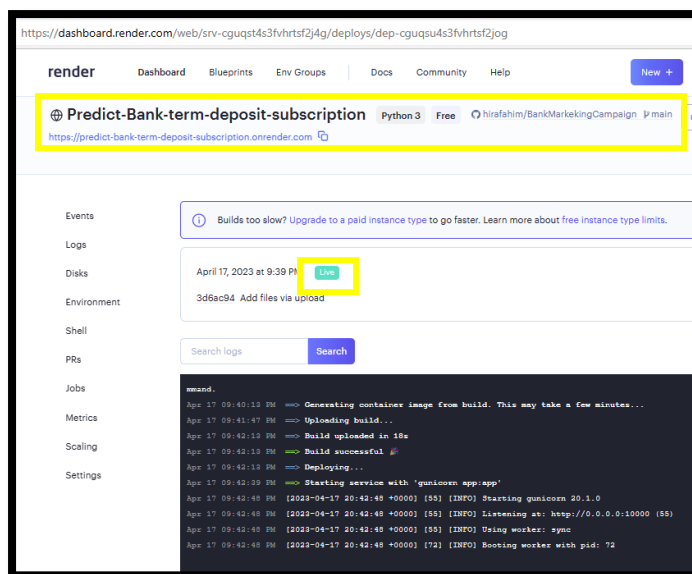 https://dashboard.render.com/web/srv-cguqst4s3fvhrtsf2j4g/deploys/dep-cguqsu4s3fvhrtsf2jog
render Dashboard Blueprints Env Groups Docs Community Help New +
Predict-Bank-term-deposit-subscription Python 3 Free hirafahim/BankMarkekingCampaign main
https://predict-bank-term-deposit-subscription.onrender.com
Events
Logs
Disks
Environment
Shell
PRs
Jobs
Metrics
Scaling
Settings
Builds too slow? Upgrade to a paid instance type to go faster. Learn more about free instance type limits.
April 17, 2023 at 9:39 PM Live
3d6ac94 Add files via upload
Search logs Search
mmand.
Apr 17 09:40:13 PM ==> Generating container image from build. This may take a few minutes...
Apr 17 09:41:47 PM ==> Uploading build...
Apr 17 09:42:13 PM ==> Build uploaded in 18s
Apr 17 09:42:13 PM ==> Build successful 🎉
Apr 17 09:42:13 PM ==> Deploying...
Apr 17 09:42:39 PM ==> Starting service with 'gunicorn app:app'
Apr 17 09:42:48 PM [2023-04-17 20:42:48 +0000] [55] [INFO] Starting gunicorn 20.1.0
Apr 17 09:42:48 PM [2023-04-17 20:42:48 +0000] [55] [INFO] Listening at: http://0.0.0.0:10000 (55)
Apr 17 09:42:48 PM [2023-04-17 20:42:48 +0000] [55] [INFO] Using worker: sync
Apr 17 09:42:48 PM [2023-04-17 20:42:48 +0000] [72] [INFO] Booting worker with pid: 72